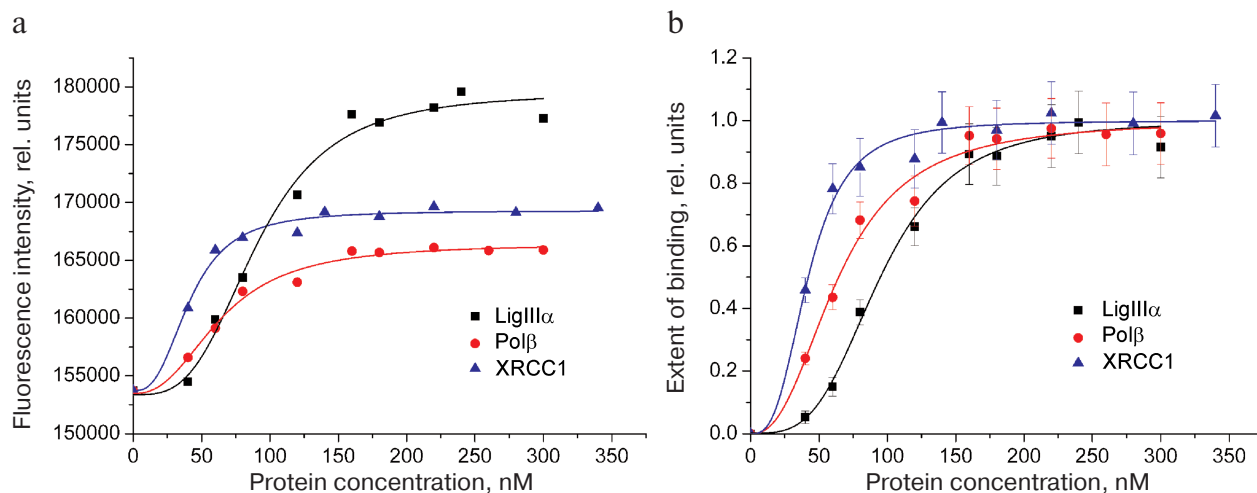 a
Fluorescence intensity, rel. units
180000
175000
170000
165000
160000
155000
150000
0 50 100 150 200 250 300 350
Protein concentration, nM
LigIIIα
Polβ
XRCC1
b
Extent of binding, rel. units
1.2
1.0
0.8
0.6
0.4
0.2
0.0
0 50 100 150 200 250 300 350
Protein concentration, nM
LigIIIα
Polβ
XRCC1